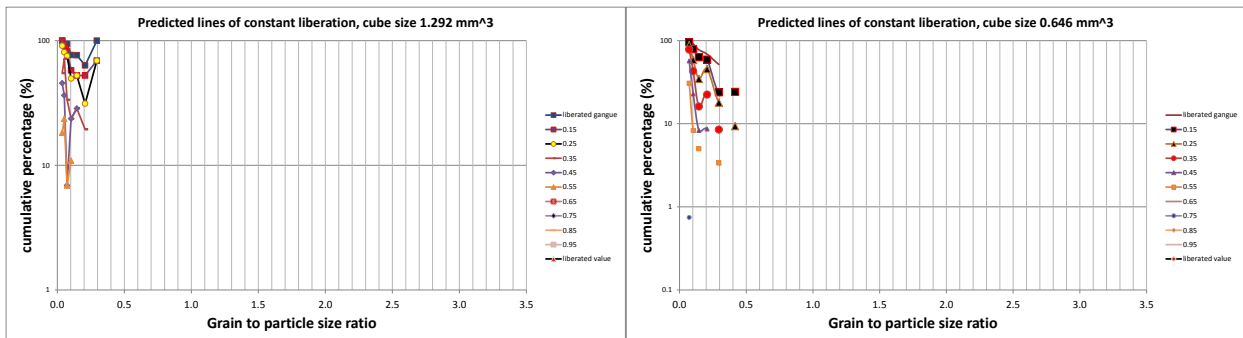 Predicted lines of constant liberation, cube size 1.292 mm^3
cumulative percentage (%)
100
10
1
0.0 0.5 1.0 1.5 2.0 2.5 3.0 3.5
Grain to particle size ratio
liberated gangue
0.15
0.25
0.35
0.45
0.55
0.65
0.75
0.85
0.95
liberated value
Predicted lines of constant liberation, cube size 0.646 mm^3
cumulative percentage (%)
100
10
1
0.1
0.0 0.5 1.0 1.5 2.0 2.5 3.0 3.5
Grain to particle size ratio
liberated gangue
0.15
0.25
0.35
0.45
0.55
0.65
0.75
0.85
0.95
liberated value